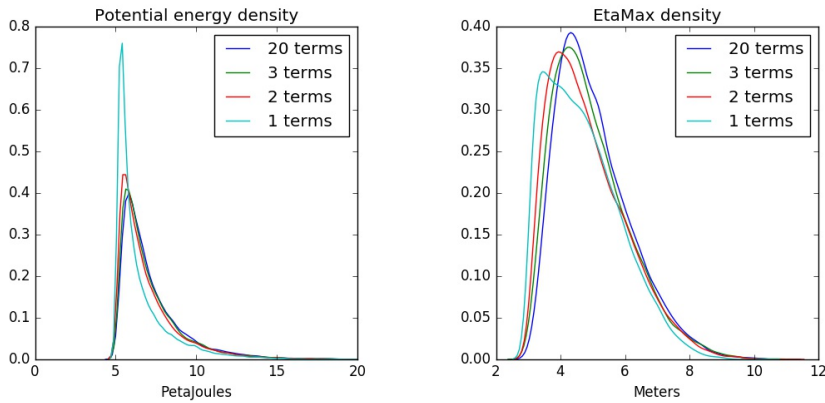 Potential energy density
0.8
0.7
0.6
0.5
0.4
0.3
0.2
0.1
0.0
0
5
10
15
20
PetaJoules
20 terms
3 terms
2 terms
1 terms
EtaMax density
0.40
0.35
0.30
0.25
0.20
0.15
0.10
0.05
0.00
2
4
6
8
10
12
Meters
20 terms
3 terms
2 terms
1 terms